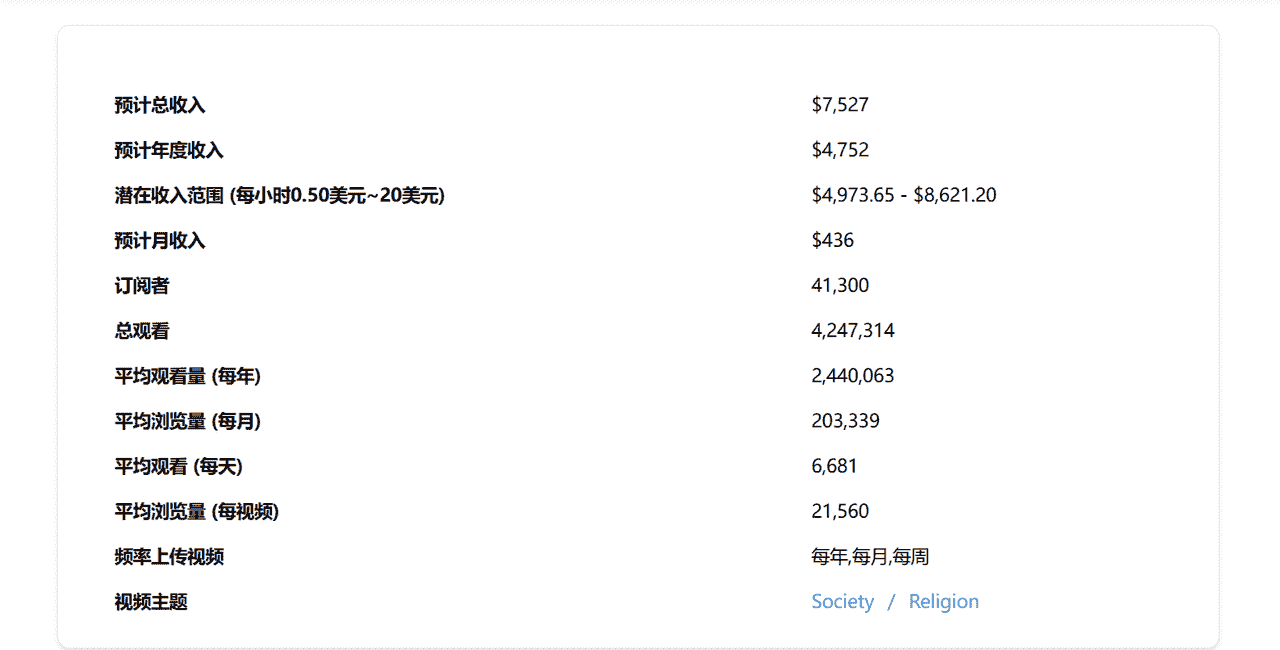 预计总收入 $7,527
预计年度收入 $4,752
潜在收入范围 (每小时0.50美元~20美元) $4,973.65 - $8,621.20
预计月收入 $436
订阅者 41,300
总观看 4,247,314
平均观看量 (每年) 2,440,063
平均浏览量 (每月) 203,339
平均观看 (每天) 6,681
平均浏览量 (每视频) 21,560
频率上传视频 每年,每月,每周
视频主题 Society / Religion